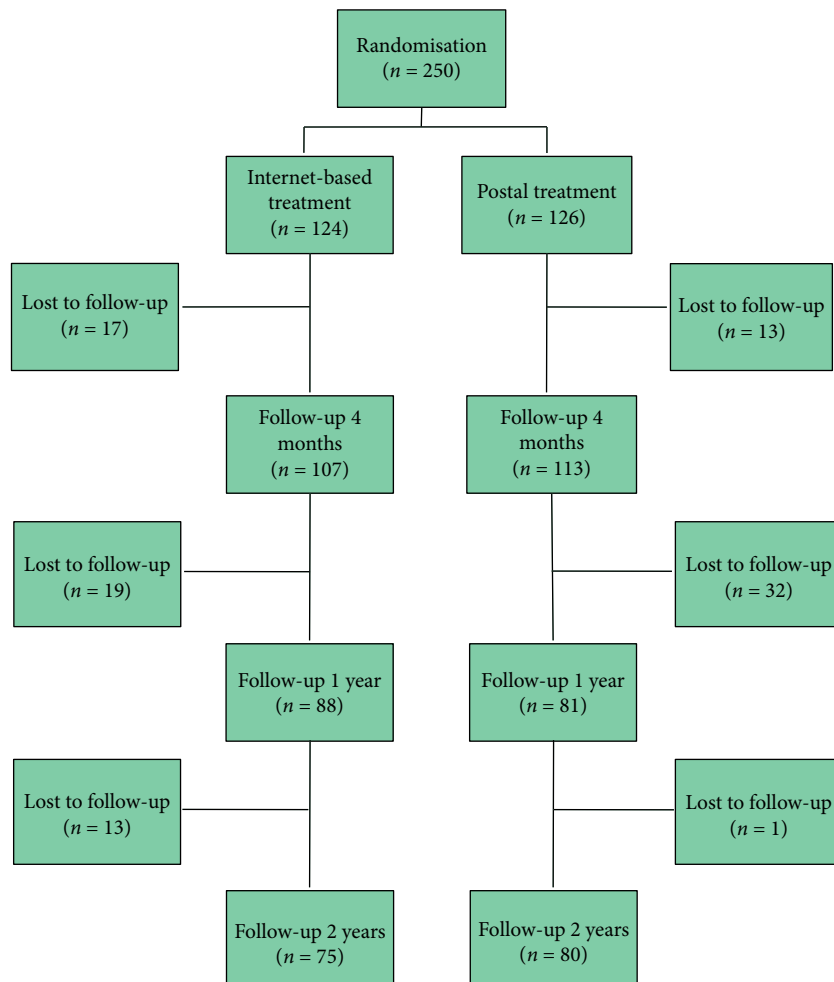 Randomisation
(n = 250)
Internet-based
treatment
(n = 124)
Postal treatment
(n = 126)
Lost to follow-up
(n = 17)
Lost to follow-up
(n = 13)
Follow-up 4
months
(n = 107)
Follow-up 4
months
(n = 113)
Lost to follow-up
(n = 19)
Lost to follow-up
(n = 32)
Follow-up 1 year
(n = 88)
Follow-up 1 year
(n = 81)
Lost to follow-up
(n = 13)
Lost to follow-up
(n = 1)
Follow-up 2 years
(n = 75)
Follow-up 2 years
(n = 80)